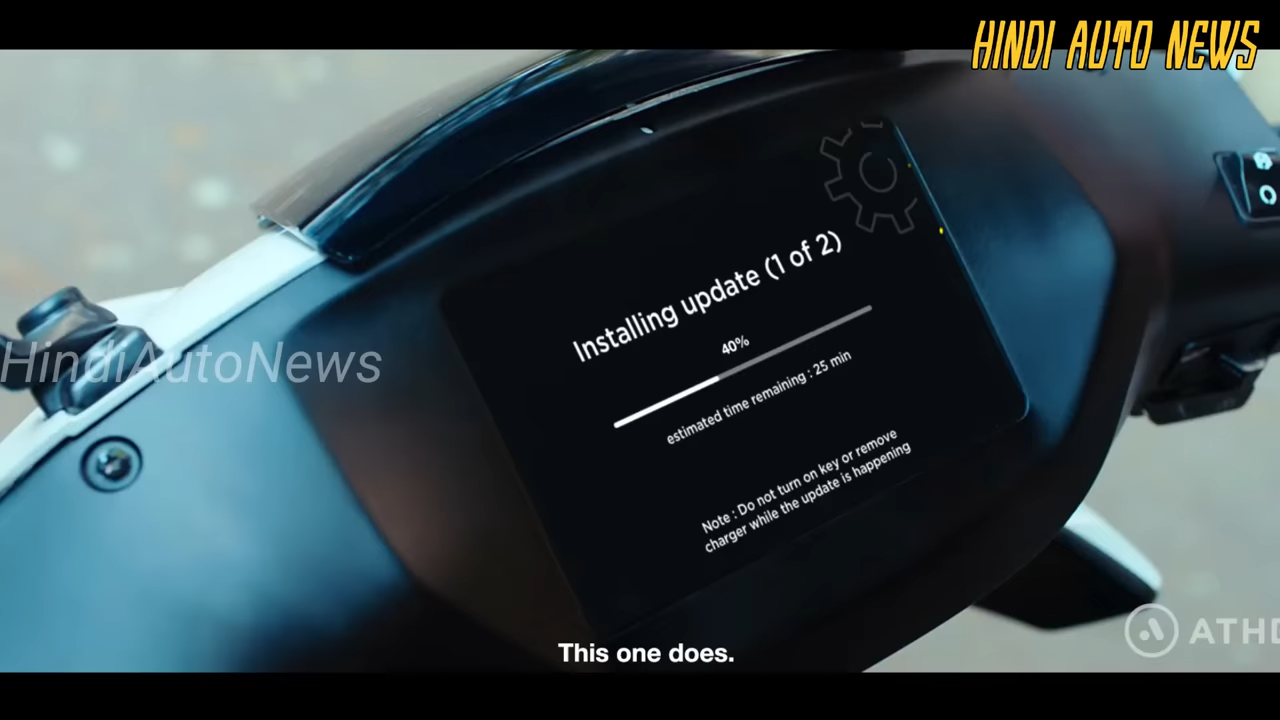 HINDI AUTO NEWS
Installing update (1 of 2)
40%
estimated time remaining : 25 min
HindiAutoNews
Note : Do not turn on key or remove
charger while the update is happening
This one does.